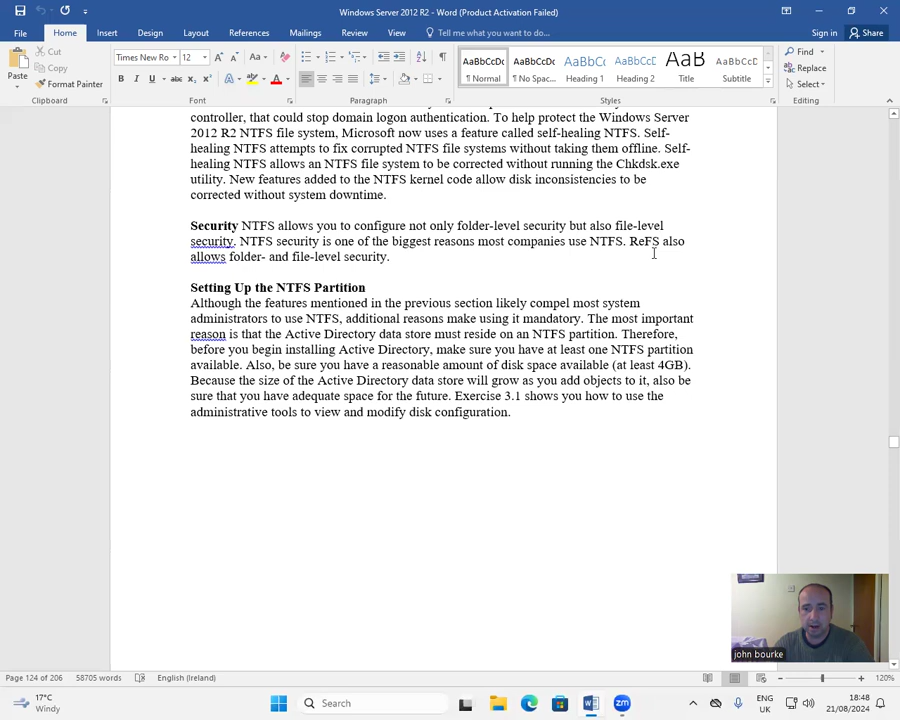 Windows Server 2012 R2 - Word (Product Activation Failed)
File
Home
Insert
Design
Layout
References
Mailings
Review
View
Tell me what you want to do...
Sign in
Share
Paste
Cut
Copy
Format Painter
Clipboard
Times New Ro
12
Font
Paragraph
AaBbCcDc
¶ Normal
AaBbCcDc
¶ No Spac...
AaBbCc
Heading 1
AaBbCcC
Heading 2
AaB
Title
AaBbCcC
Subtitle
Styles
Find
Replace
Select
Editing
controller, that could stop domain logon authentication. To help protect the Windows Server
2012 R2 NTFS file system, Microsoft now uses a feature called self-healing NTFS. Self-
healing NTFS attempts to fix corrupted NTFS file systems without taking them offline. Self-
healing NTFS allows an NTFS file system to be corrected without running the Chkdsk.exe
utility. New features added to the NTFS kernel code allow disk inconsistencies to be
corrected without system downtime.
Security NTFS allows you to configure not only folder-level security but also file-level
security. NTFS security is one of the biggest reasons most companies use NTFS. ReFS also
allows folder- and file-level security.
Setting Up the NTFS Partition
Although the features mentioned in the previous section likely compel most system
administrators to use NTFS, additional reasons make using it mandatory. The most important
reason is that the Active Directory data store must reside on an NTFS partition. Therefore,
before you begin installing Active Directory, make sure you have at least one NTFS partition
available. Also, be sure you have a reasonable amount of disk space available (at least 4GB).
Because the size of the Active Directory data store will grow as you add objects to it, also be
sure that you have adequate space for the future. Exercise 3.1 shows you how to use the
administrative tools to view and modify disk configuration.
john bourke
Page 124 of 206
58705 words
English (Ireland)
120%
17°C
Windy
Search
ENG
UK
18:48
21/08/2024